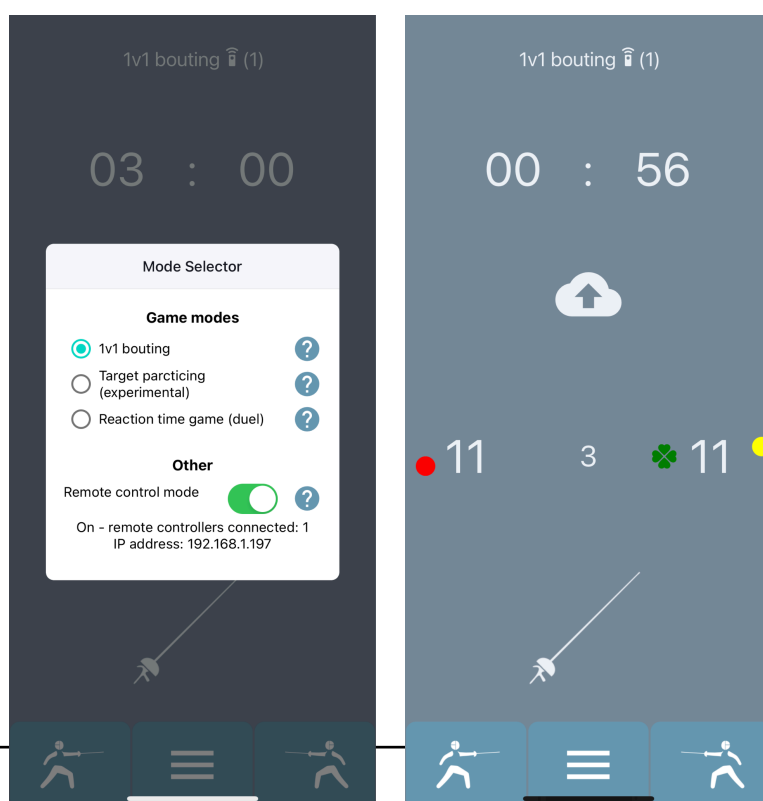 1v1 bouting (1)
03 : 00
Mode Selector
Game modes
1v1 bouting ?
Target parcticing
(experimental) ?
Reaction time game (duel) ?
Other
Remote control mode ?
On - remote controllers connected: 1
IP address: 192.168.1.197
1v1 bouting (1)
00 : 56
11 3 11